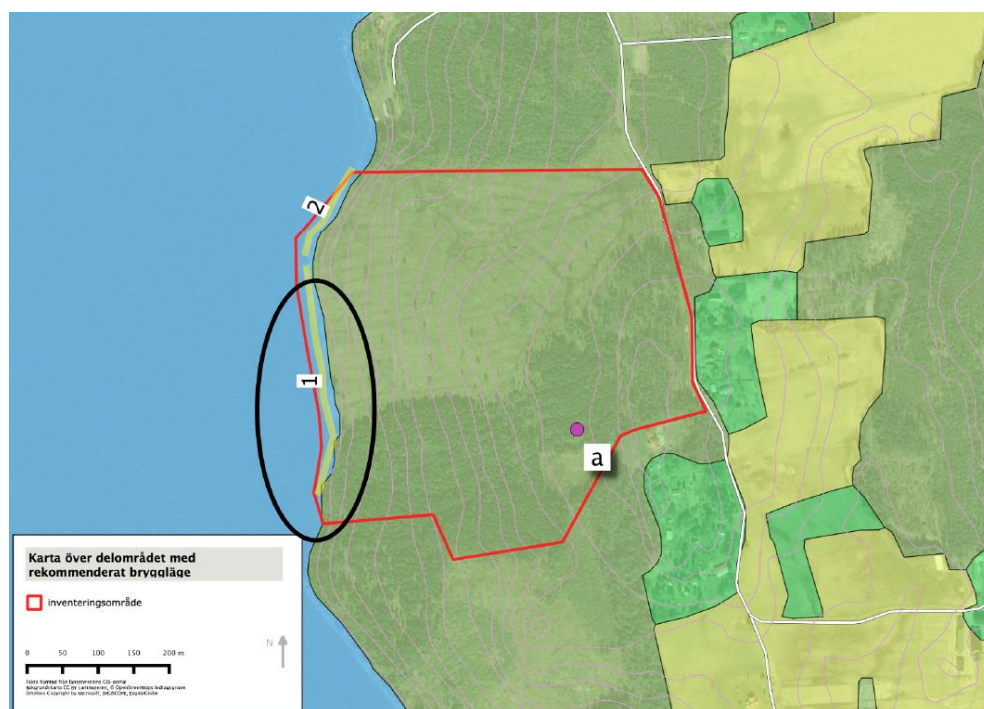 2
1
a
Karta över delområdet med
rekommenderat bryggläge
inventeringsområde
0 50 100 150 200 m
N